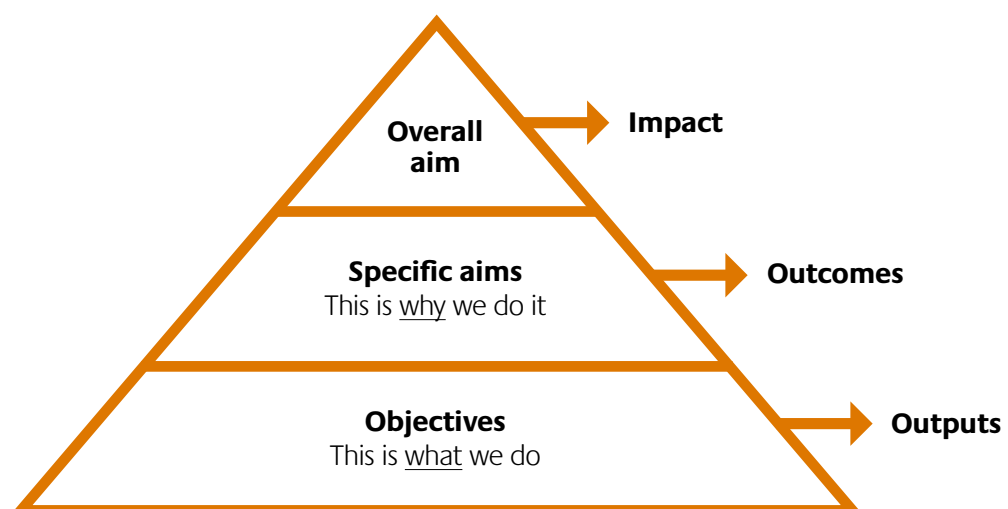 Overall
aim
Impact
Specific aims
This is why we do it
Outcomes
Objectives
This is what we do
Outputs